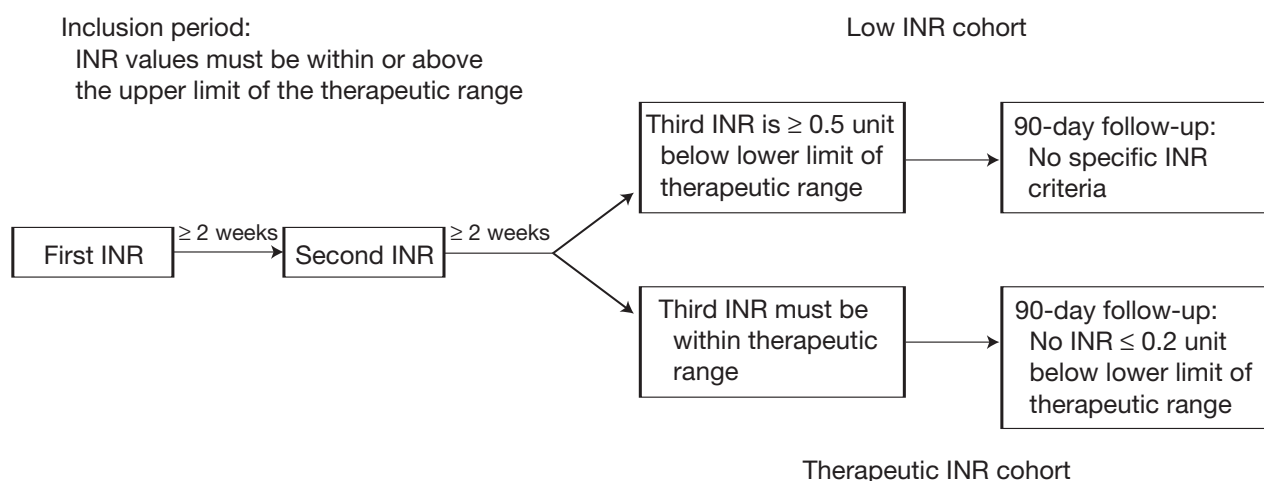 Inclusion period:
INR values must be within or above
the upper limit of the therapeutic range
Low INR cohort
First INR
≥ 2 weeks
Second INR
≥ 2 weeks
Third INR is ≥ 0.5 unit
below lower limit of
therapeutic range
90-day follow-up:
No specific INR
criteria
Third INR must be
within therapeutic
range
90-day follow-up:
No INR ≤ 0.2 unit
below lower limit of
therapeutic range
Therapeutic INR cohort